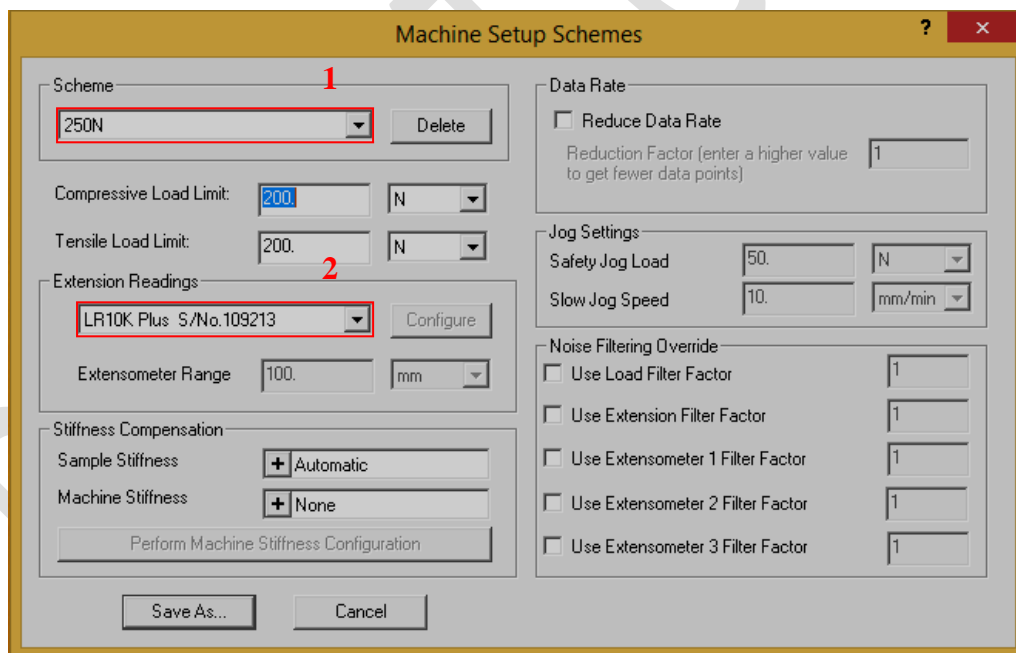 Machine Setup Schemes
?
×
1
Scheme
250N
Delete
Compressive Load Limit: 200. N
Tensile Load Limit: 200. N
2
Extension Readings
LR10K Plus S/No.109213
Configure
Extensometer Range 100. mm
Stiffness Compensation
Sample Stiffness + Automatic
Machine Stiffness + None
Perform Machine Stiffness Configuration
Save As...
Cancel
Data Rate
Reduce Data Rate
Reduction Factor (enter a higher value 1
to get fewer data points)
Jog Settings
Safety Jog Load 50. N
Slow Jog Speed 10. mm/min
Noise Filtering Override
Use Load Filter Factor 1
Use Extension Filter Factor 1
Use Extensometer 1 Filter Factor 1
Use Extensometer 2 Filter Factor 1
Use Extensometer 3 Filter Factor 1